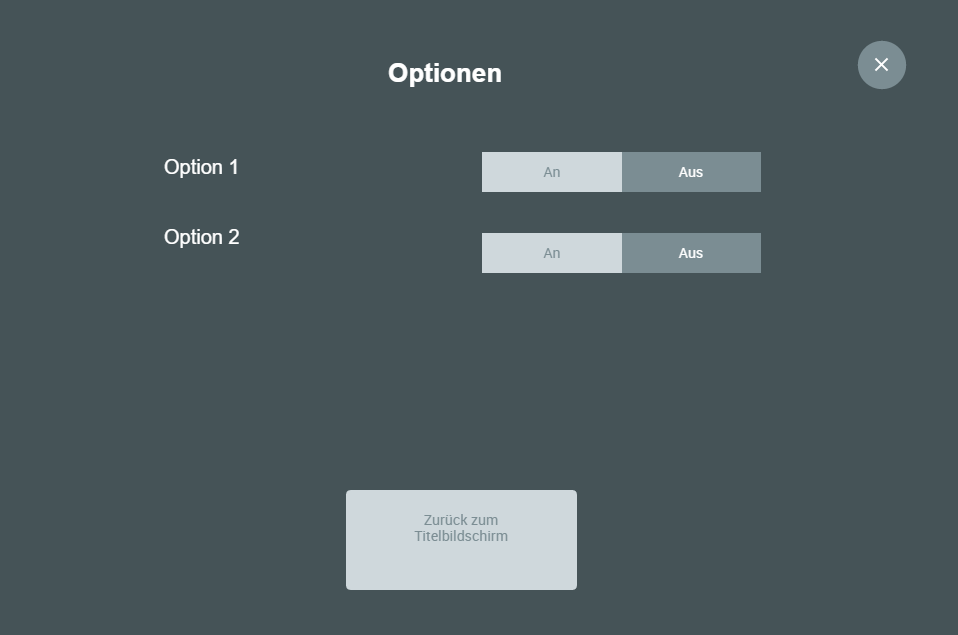 Optionen
Option 1
An
Aus
Option 2
An
Aus
Zurück zum
Titelbildschirm